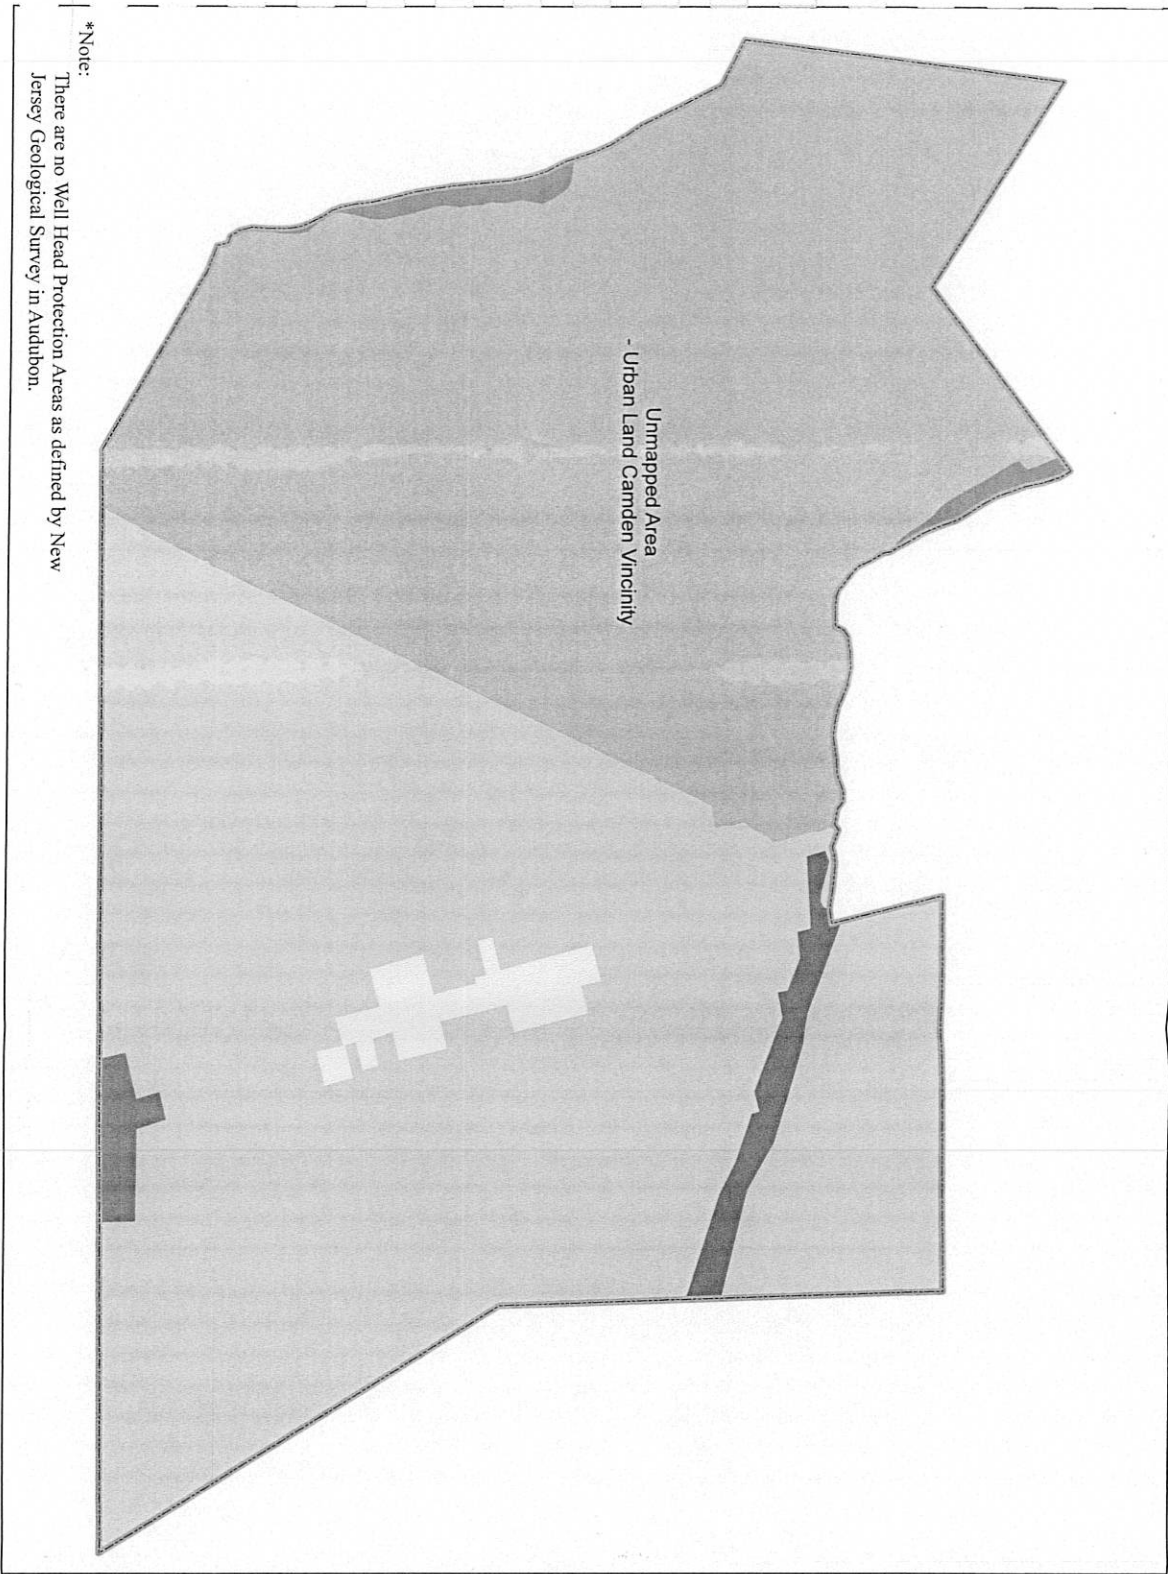 Unmapped Area
- Urban Land Camden Vincinity
*Note:
There are no Well Head Protection Areas as defined by New
Jersey Geological Survey in Audubon.